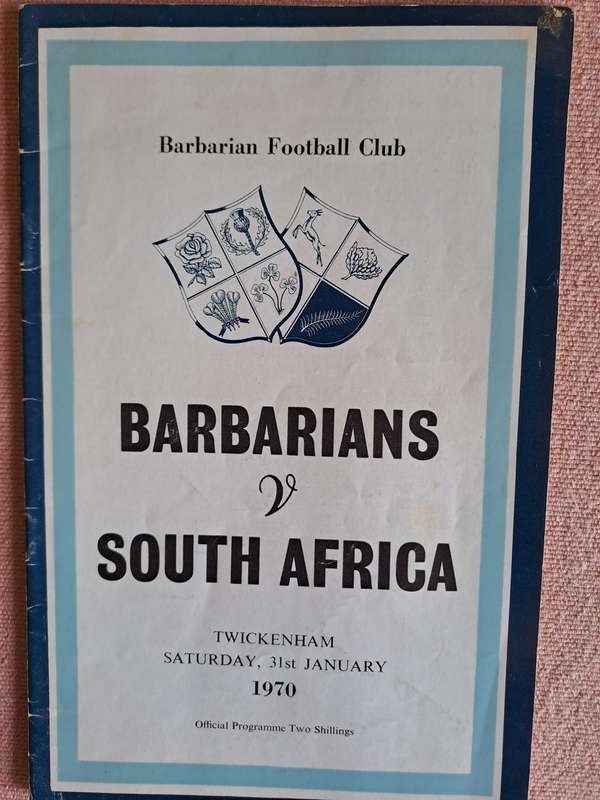 Barbarian Football Club
BARBARIANS
V
SOUTH AFRICA
TWICKENHAM
SATURDAY, 31st JANUARY
1970
Official Programme Two Shillings